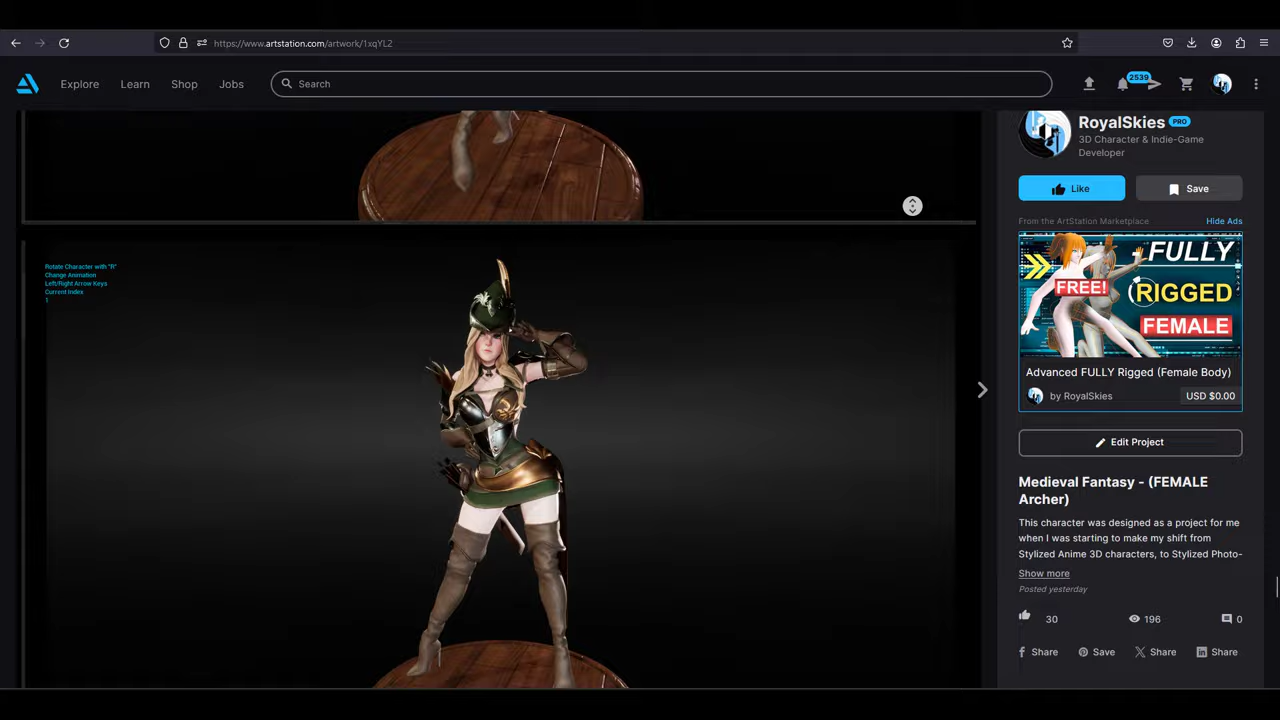 https://www.artstation.com/artwork/1xqYL2
Explore
Learn
Shop
Jobs
Search
2539
RoyalSkies PRO
3D Character & Indie-Game
Developer
Like
Save
From the ArtStation Marketplace
Hide Ads
FULLY
FREE!
RIGGED
FEMALE
Advanced FULLY Rigged (Female Body)
by RoyalSkies
USD $0.00
Edit Project
Medieval Fantasy - (FEMALE
Archer)
This character was designed as a project for me
when I was starting to make my shift from
Stylized Anime 3D characters, to Stylized Photo-
Show more
Posted yesterday
30
196
0
Share
Save
Share
Share
Rotate Character with "R"
Change Animation
Left/Right Arrow Keys
Current Index
1